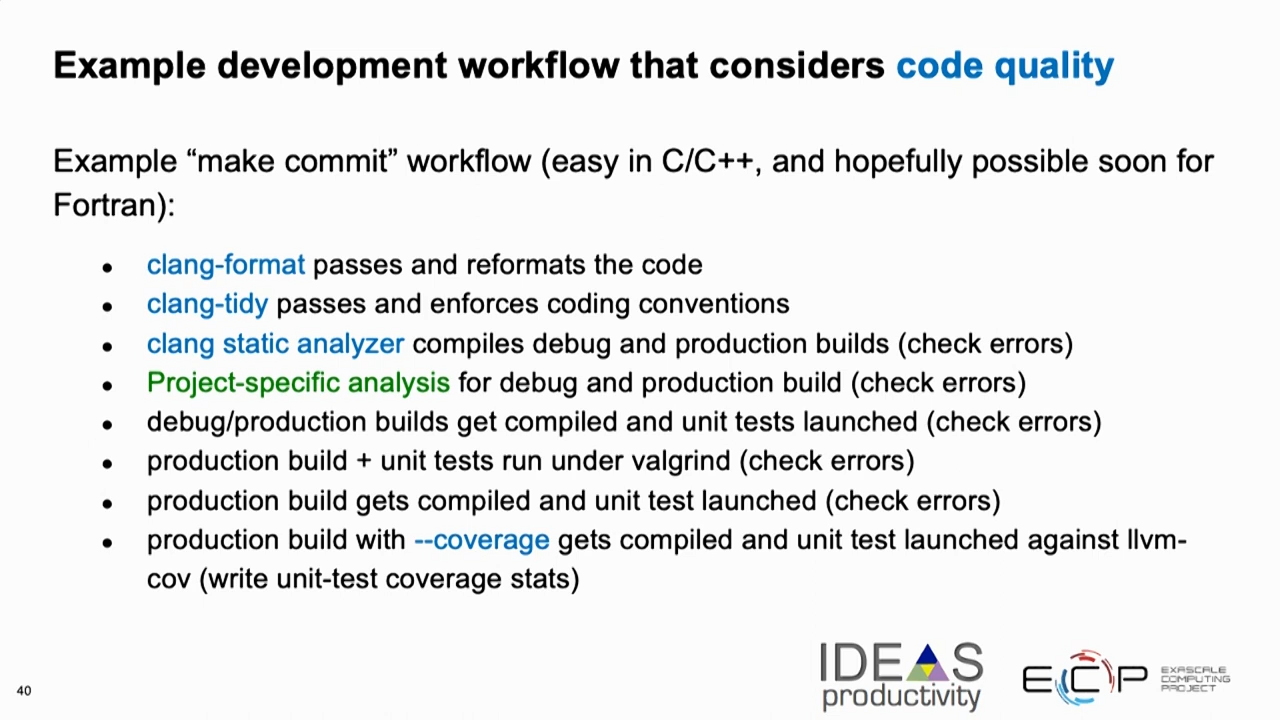 Example development workflow that considers code quality
Example “make commit” workflow (easy in C/C++, and hopefully possible soon for
Fortran):
• clang-format passes and reformats the code
• clang-tidy passes and enforces coding conventions
• clang static analyzer compiles debug and production builds (check errors)
• Project-specific analysis for debug and production build (check errors)
• debug/production builds get compiled and unit tests launched (check errors)
• production build + unit tests run under valgrind (check errors)
• production build gets compiled and unit test launched (check errors)
• production build with --coverage gets compiled and unit test launched against llvm-
cov (write unit-test coverage stats)
40
IDEAS
productivity
ECP
EXASCALE
COMPUTING
PROJECT